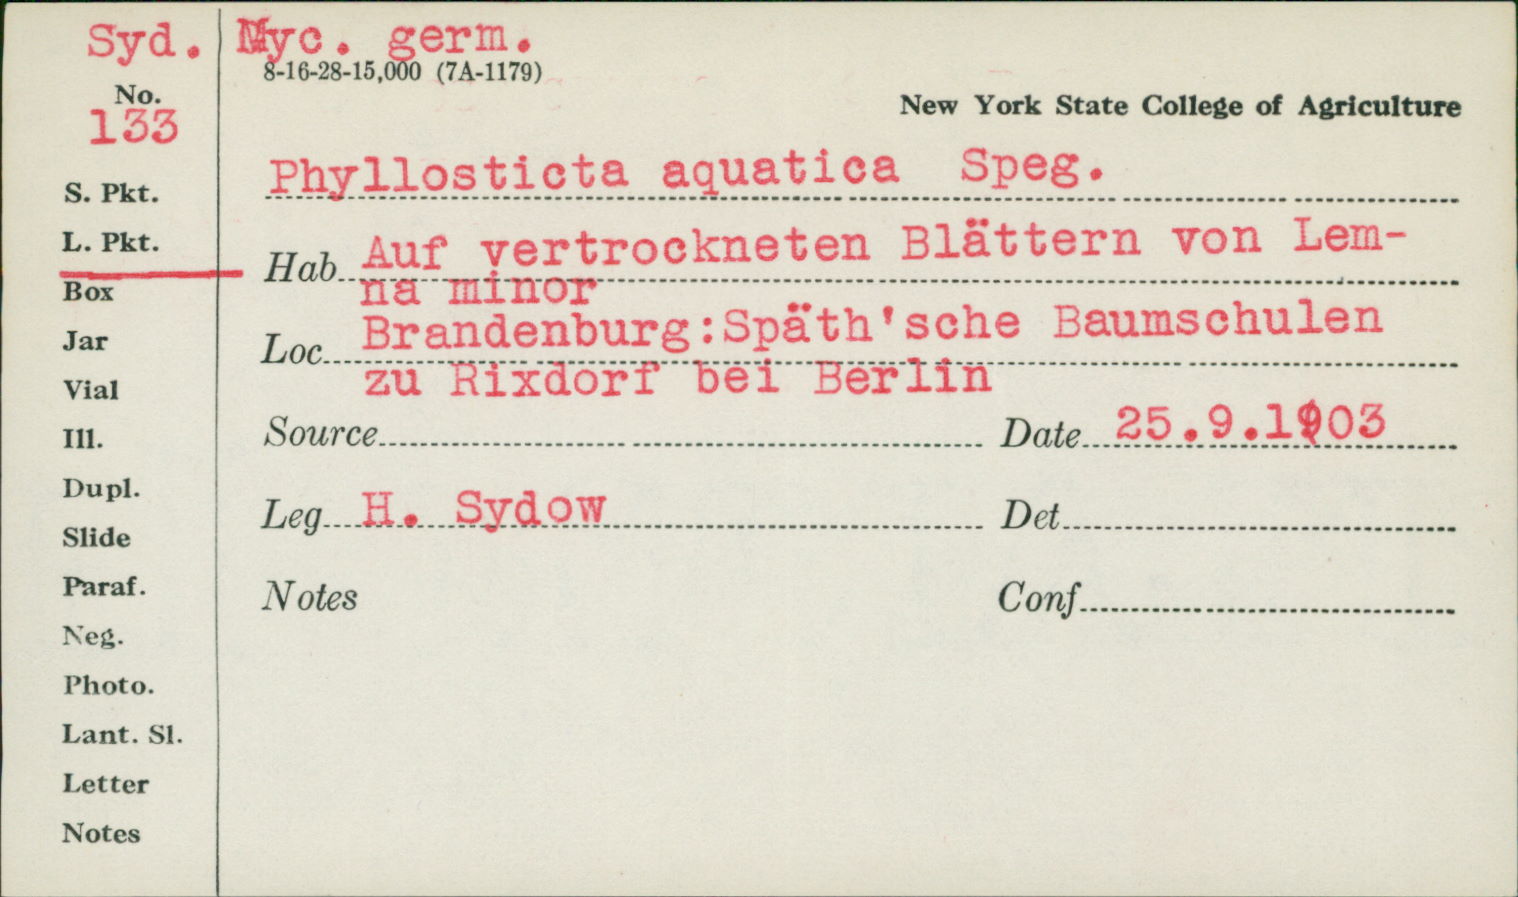 Syd. Myc. germ.
8-16-28-15,000 (7A-1179)
No.
133
New York State College of Agriculture
Phyllosticta aquatica Speg.
S. Pkt.
L. Pkt.
Box
Jar
Vial
Ill.
Dupl.
Slide
Paraf.
Neg.
Photo.
Lant. Sl.
Letter
Notes
Hab Auf vertrockneten Blättern von Lem-
na minor
Loc Brandenburg:Späth'sche Baumschulen
zu Rixdorf bei Berlin
Source Date 25.9.1903
Leg H. Sydow Det
Notes Conf